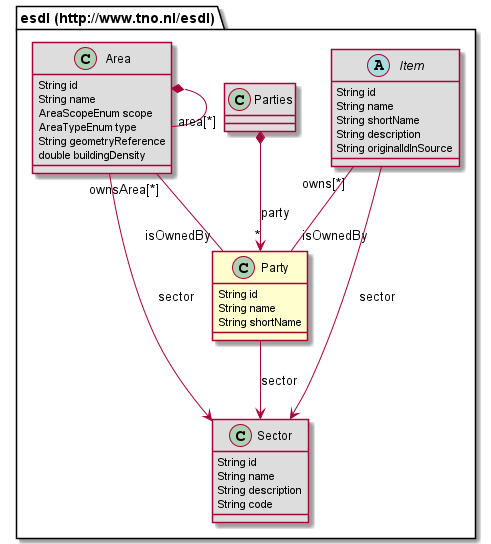 esdl (http://www.tno.nl/esdl)
C Area
String id
String name
AreaScopeEnum scope
AreaTypeEnum type
String geometryReference
double buildingDensity
area[*]
C Parties
A Item
String id
String name
String shortName
String description
String originalIdInSource
ownsArea[*]
owns[*]
party
*
isOwnedBy
isOwnedBy
C Party
String id
String name
String shortName
sector
sector
sector
C Sector
String id
String name
String description
String code